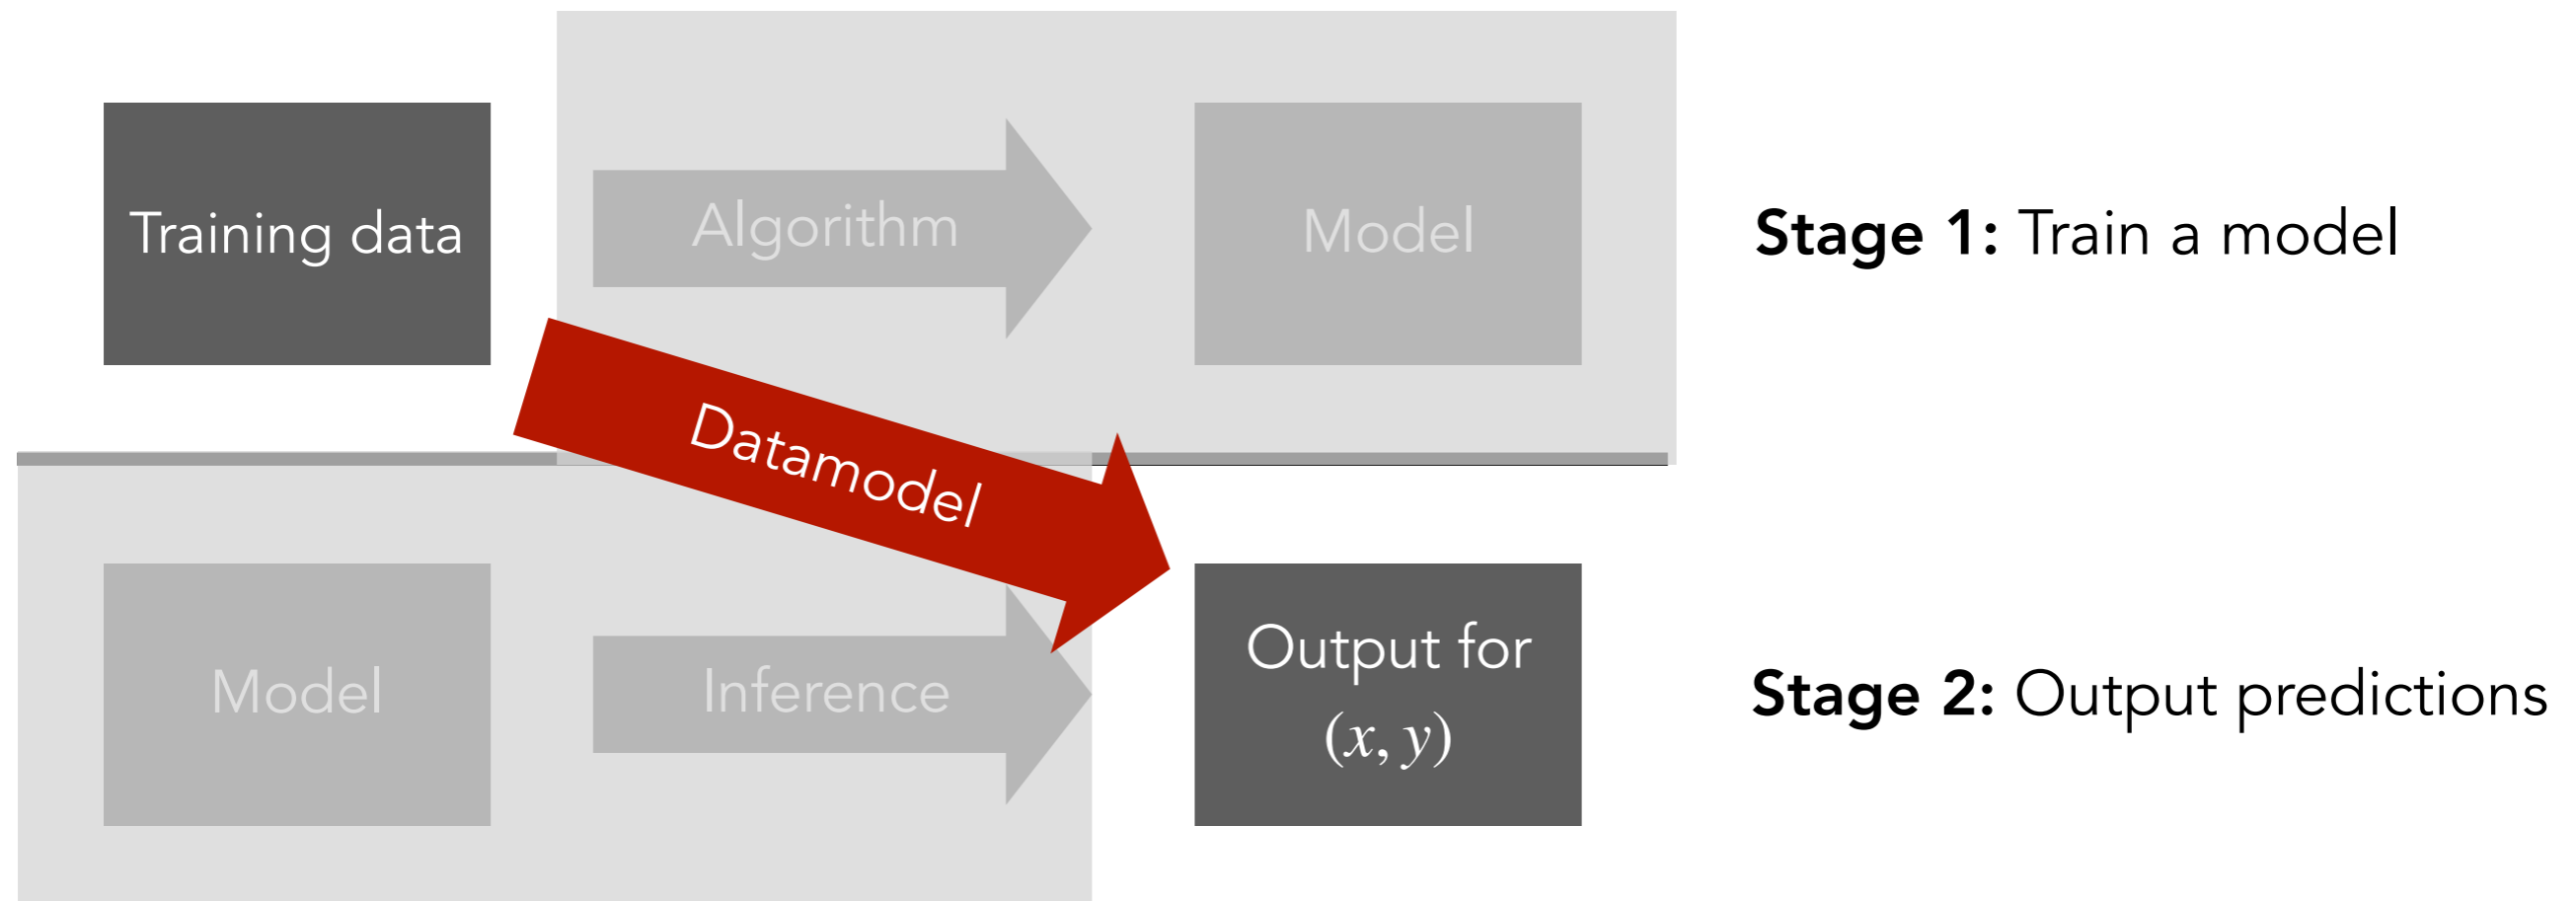 Training data
Algorithm
Model
Stage 1: Train a model
Datamodel
Model
Inference
Output for
(x, y)
Stage 2: Output predictions